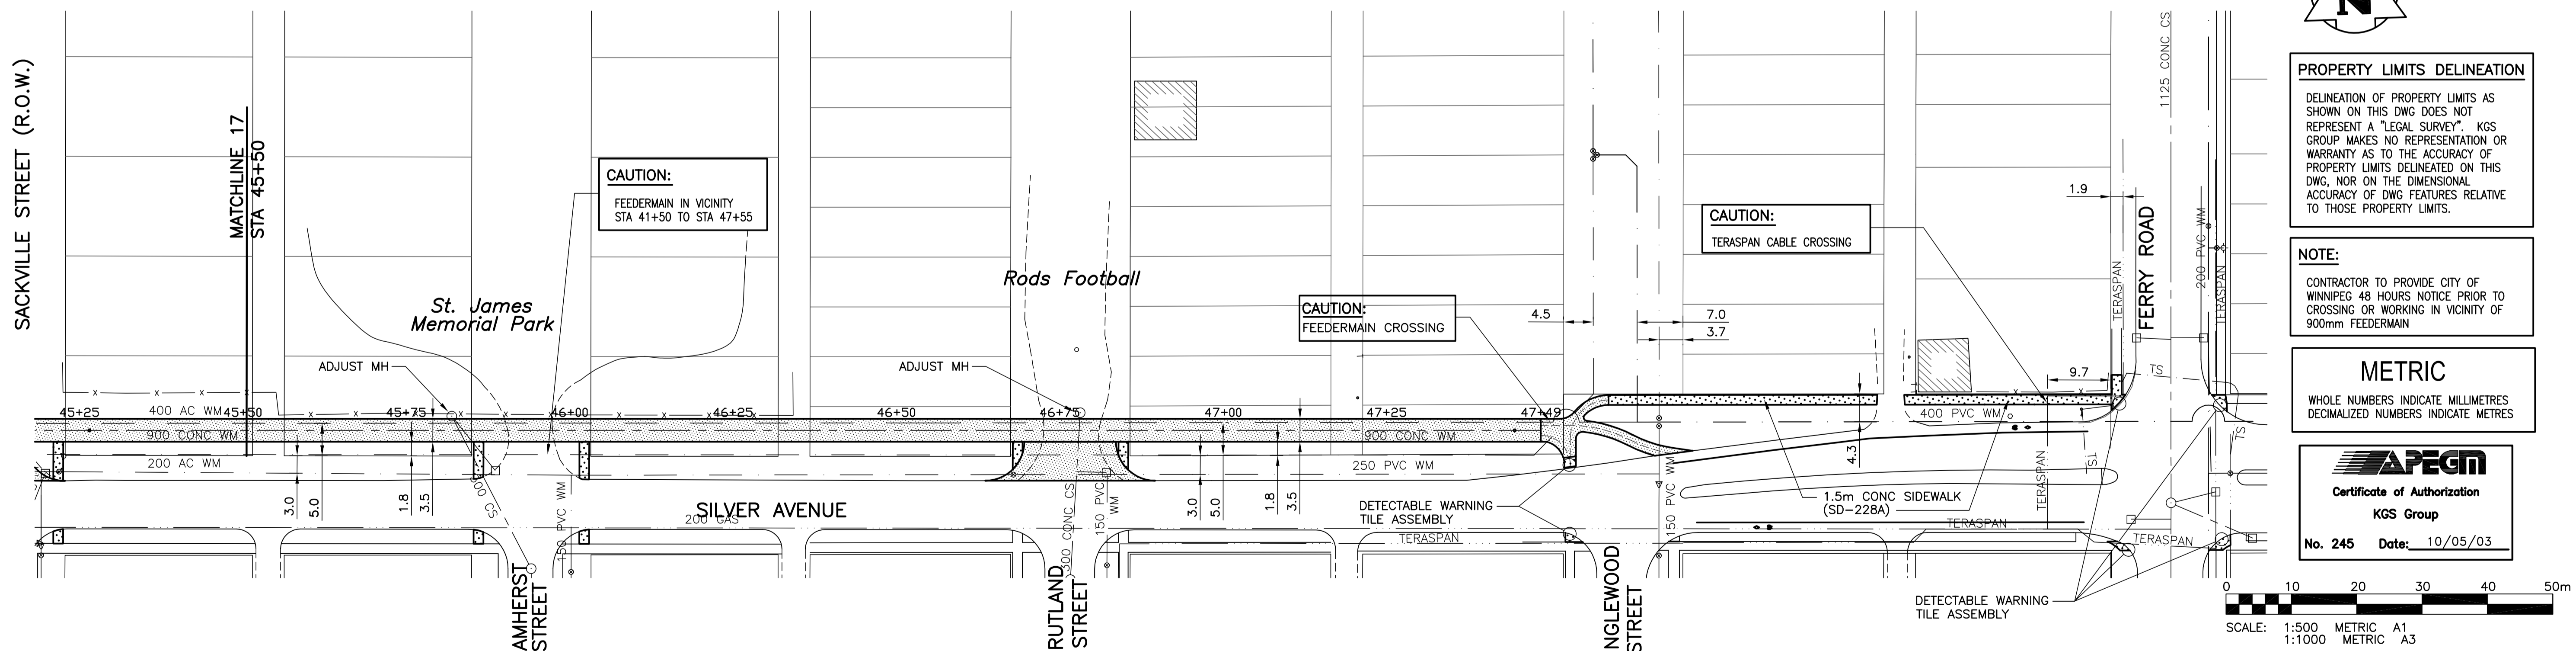 SACKVILLE STREET (R.O.W.)
MATCHLINE 17
STA 45+50
St. James
Memorial Park
CAUTION:
FEEDERMAIN IN VICINITY
STA 41+50 TO STA 47+55
ADJUST MH
ADJUST MH
Rods Football
CAUTION:
FEEDERMAIN CROSSING
CAUTION:
TERASPAN CABLE CROSSING
4.5
7.0
3.7
1.9
9.7
4.3
1125 CONC CS
FERRY ROAD
200 PVC WM
TERASPAN
TERASPAN
TS
TS
TS
45+25
400 AC WM
45+50
45+75
46+00
46+25
46+50
46+75
47+00
47+25
47+49
400 PVC WM
900 CONC WM
900 CONC WM
200 AC WM
250 PVC WM
3.0
5.0
1.8
3.5
3.0
5.0
1.8
3.5
SILVER AVENUE
200 GAS
150 PVC WM
300 CONC CS
150 PVC
WM
150 PVC WM
DETECTABLE WARNING
TILE ASSEMBLY
1.5m CONC SIDEWALK
(SD-228A)
TERASPAN
TERASPAN
TERASPAN
TERASPAN
AMHERST
STREET
RUTLAND
STREET
NGLEWOOD
STREET
DETECTABLE WARNING
TILE ASSEMBLY
N
PROPERTY LIMITS DELINEATION
DELINEATION OF PROPERTY LIMITS AS
SHOWN ON THIS DWG DOES NOT
REPRESENT A "LEGAL SURVEY". KGS
GROUP MAKES NO REPRESENTATION OR
WARRANTY AS TO THE ACCURACY OF
PROPERTY LIMITS DELINEATED ON THIS
DWG, NOR ON THE DIMENSIONAL
ACCURACY OF DWG FEATURES RELATIVE
TO THOSE PROPERTY LIMITS.
NOTE:
CONTRACTOR TO PROVIDE CITY OF
WINNIPEG 48 HOURS NOTICE PRIOR TO
CROSSING OR WORKING IN VICINITY OF
900mm FEEDERMAIN
METRIC
WHOLE NUMBERS INDICATE MILLIMETRES
DECIMALIZED NUMBERS INDICATE METRES
APEGM
Certificate of Authorization
KGS Group
No. 245 Date: 10/05/03
0 10 20 30 40 50m
SCALE: 1:500 METRIC A1
1:1000 METRIC A3